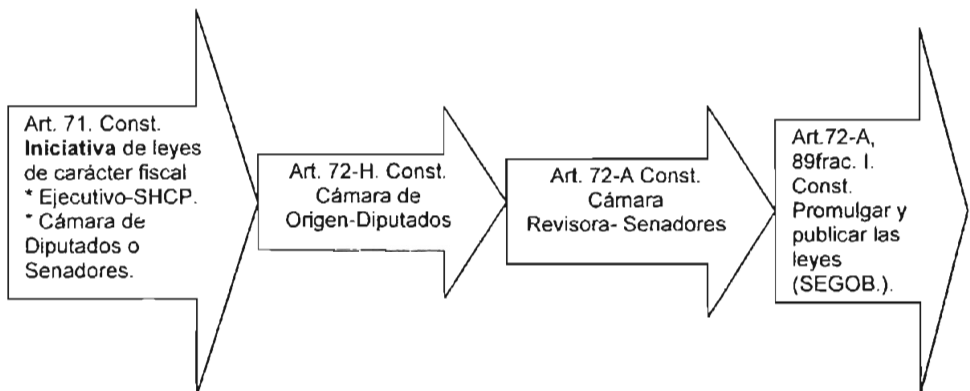 Art. 71. Const.
Iniciativa de leyes
de carácter fiscal
* Ejecutivo-SHCP.
* Cámara de
Diputados o
Senadores.
Art. 72-H. Const.
Cámara de
Origen-Diputados
Art. 72-A Const.
Cámara
Revisora- Senadores
Art.72-A,
89frac. I.
Const.
Promulgar y
publicar las
leyes
(SEGOB.).